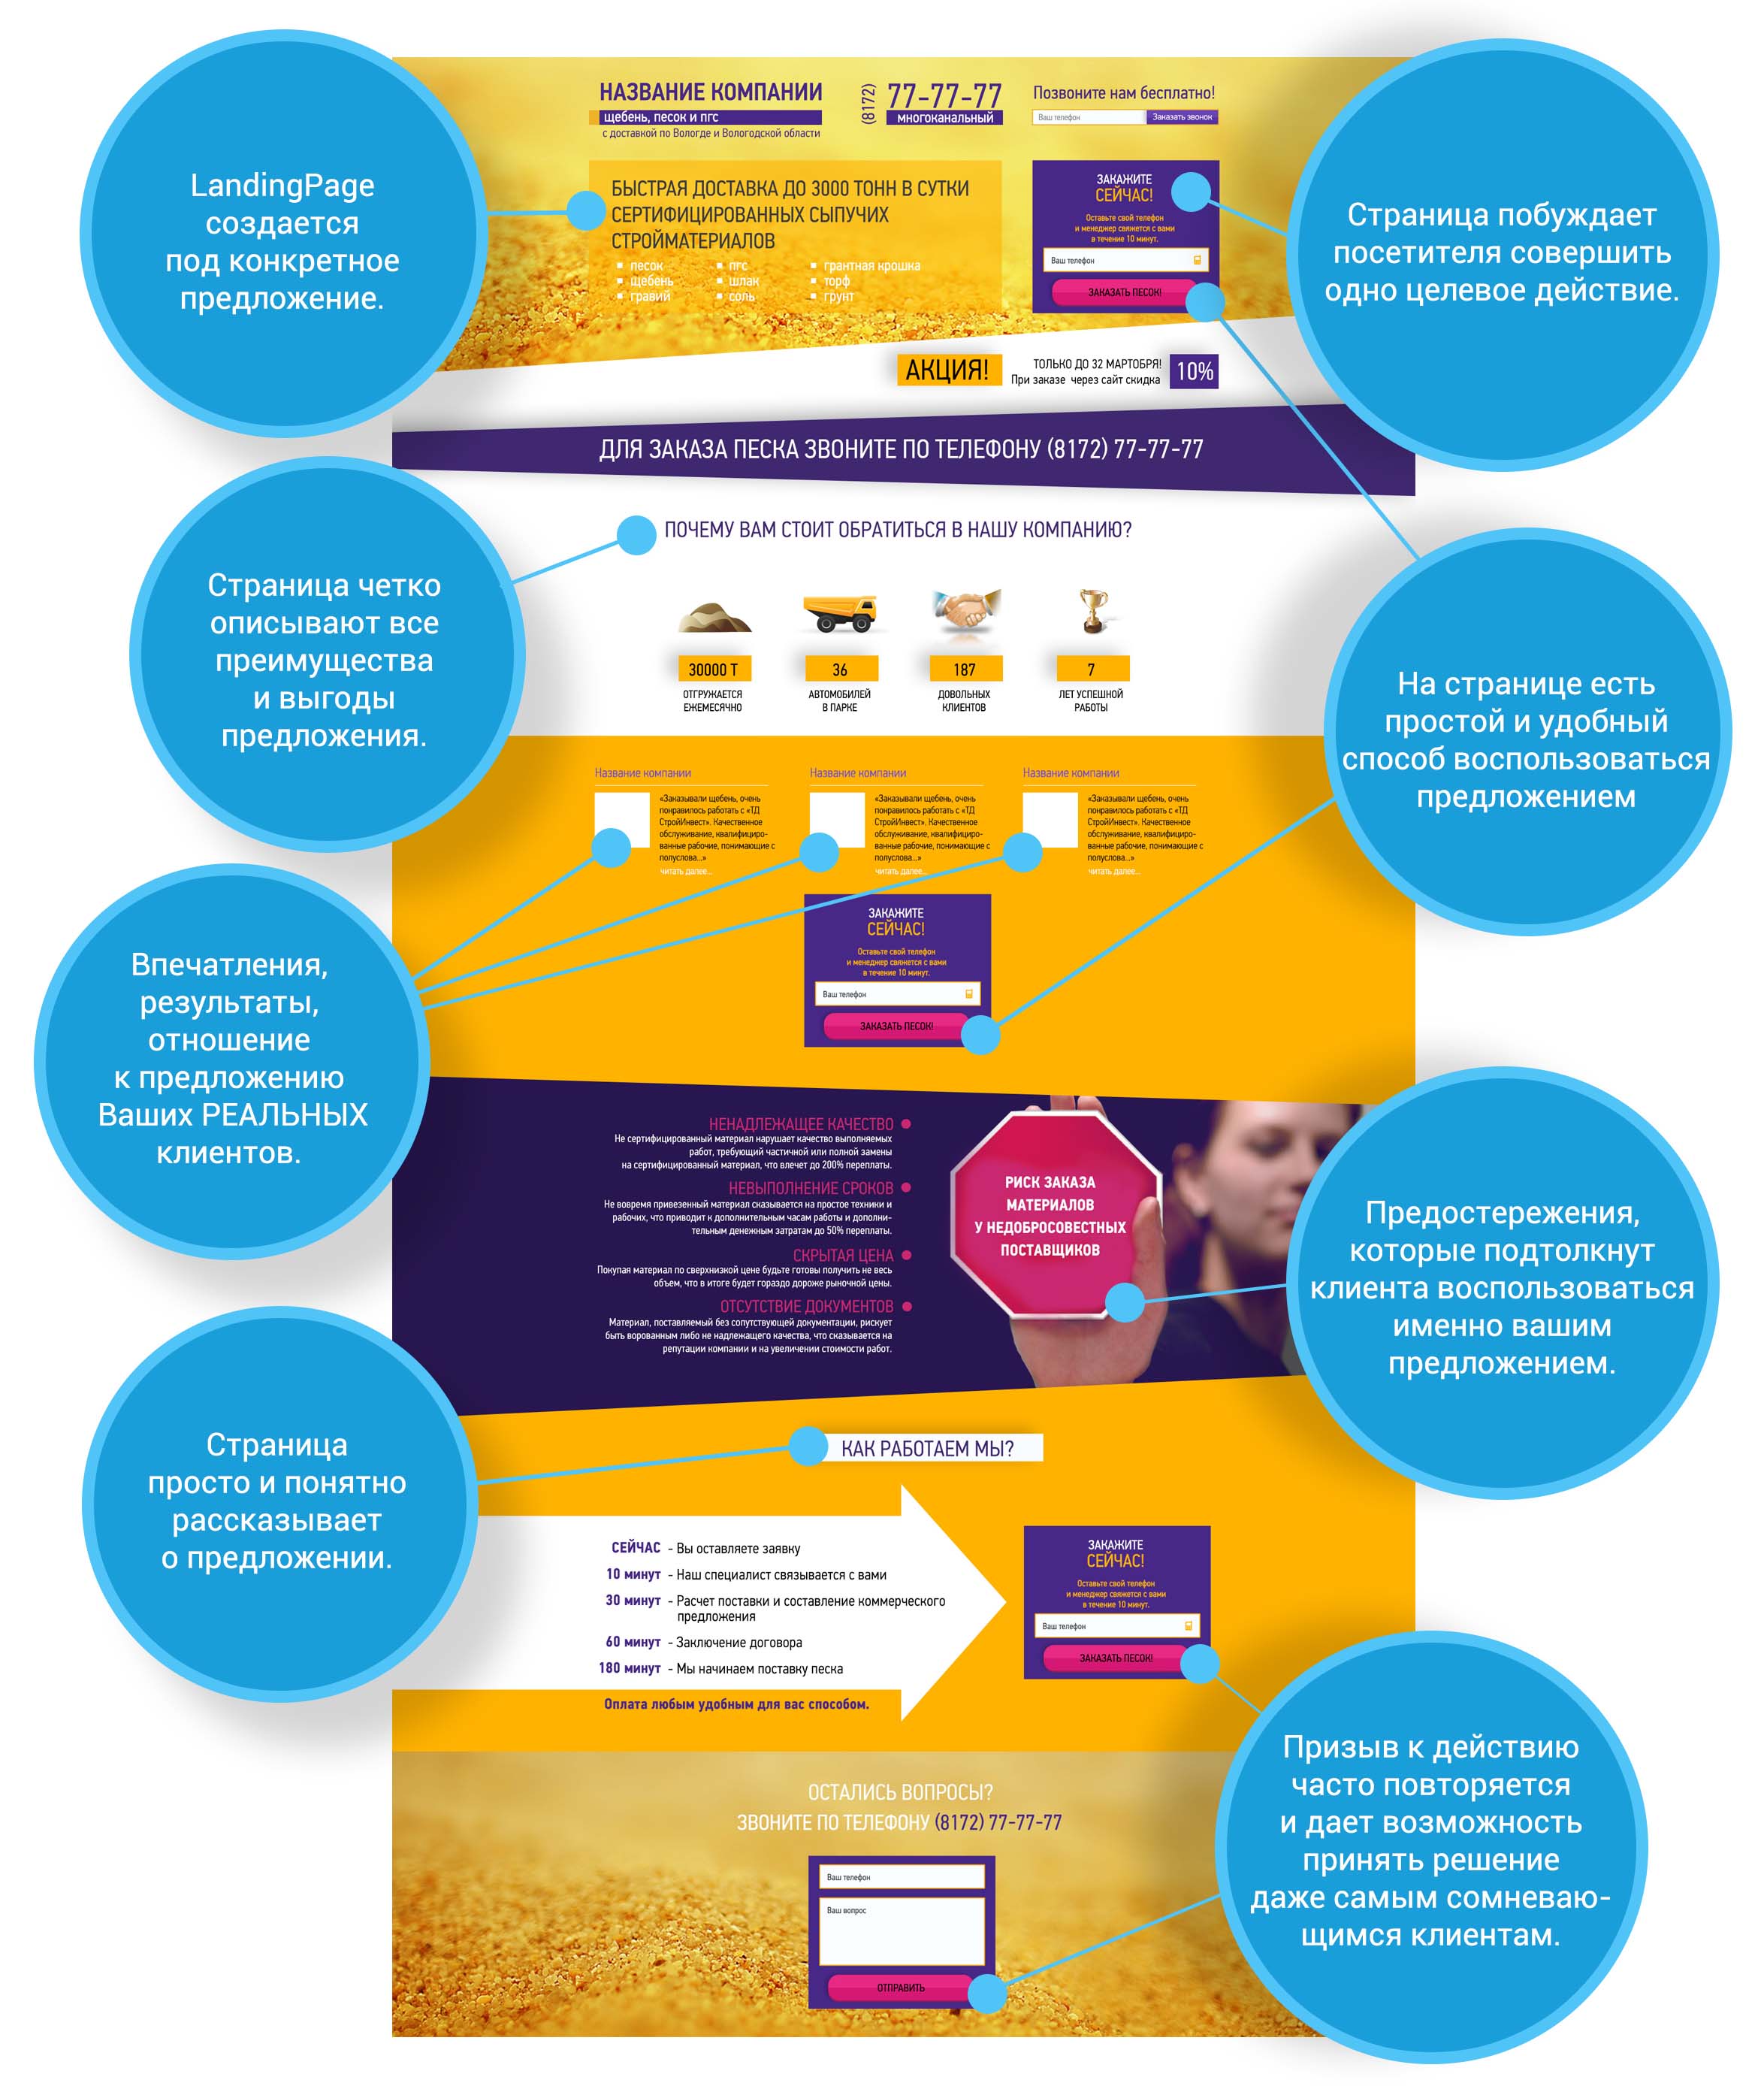 LandingPage
создается
под конкретное
предложение.
НАЗВАНИЕ КОМПАНИИ
щебень, песок и пгс
с доставкой по Вологде и Вологодской области
(8172)
77-77-77
многоканальный
Позвоните нам бесплатно!
Ваш телефон
Заказать звонок
БЫСТРАЯ ДОСТАВКА ДО 3000 ТОНН В СУТКИ
СЕРТИФИЦИРОВАННЫХ СЫПУЧИХ
СТРОЙМАТЕРИАЛОВ
песок
щебень
гравий
пгс
шлак
соль
грантная крошка
торф
грунт
ЗАКАЖИТЕ
СЕЙЧАС!
Оставьте свой телефон
и менеджер свяжется с вами
в течение 10 минут.
Ваш телефон
ЗАКАЗАТЬ ПЕСОК!
Страница побуждает
посетителя совершить
одно целевое действие.
АКЦИЯ!
ТОЛЬКО ДО 32 МАРТОБРЯ!
При заказе через сайт скидка
10%
ДЛЯ ЗАКАЗА ПЕСКА ЗВОНИТЕ ПО ТЕЛЕФОНУ (8172) 77-77-77
Страница четко
описывают все
преимущества
и выгоды
предложения.
ПОЧЕМУ ВАМ СТОИТ ОБРАТИТЬСЯ В НАШУ КОМПАНИЮ?
30000 Т
ОТГРУЖАЕТСЯ
ЕЖЕМЕСЯЧНО
36
АВТОМОБИЛЕЙ
В ПАРКЕ
187
ДОВОЛЬНЫХ
КЛИЕНТОВ
7
ЛЕТ УСПЕШНОЙ
РАБОТЫ
На странице есть
простой и удобный
способ воспользоваться
предложением
Название компании
«Заказывали щебень, очень
понравилось работать с «ТД
СтройИнвест». Качественное
обслуживание, квалифициро-
ванные рабочие, понимающие с
полуслова...»
читать далее...
Название компании
«Заказывали щебень, очень
понравилось работать с «ТД
СтройИнвест». Качественное
обслуживание, квалифициро-
ванные рабочие, понимающие с
полуслова...»
читать далее...
Название компании
«Заказывали щебень, очень
понравилось работать с «ТД
СтройИнвест». Качественное
обслуживание, квалифициро-
ванные рабочие, понимающие с
полуслова...»
читать далее...
Впечатления,
результаты,
отношение
к предложению
Ваших РЕАЛЬНЫХ
клиентов.
ЗАКАЖИТЕ
СЕЙЧАС!
Оставьте свой телефон
и менеджер свяжется с вами
в течение 10 минут.
Ваш телефон
ЗАКАЗАТЬ ПЕСОК!
НЕНАДЛЕЖАЩЕЕ КАЧЕСТВО
Не сертифицированный материал нарушает качество выполняемых
работ, требующий частичной или полной замены
на сертифицированный материал, что влечет до 200% переплаты.
НЕВЫПОЛНЕНИЕ СРОКОВ
Не вовремя привезенный материал сказывается на простое техники и
рабочих, что приводит к дополнительным часам работы и дополни-
тельным денежным затратам до 50% переплаты.
СКРЫТАЯ ЦЕНА
Покупая материал по сверхнизкой цене будьте готовы получить не весь
объем, что в итоге будет гораздо дороже рыночной цены.
ОТСУТСТВИЕ ДОКУМЕНТОВ
Материал, поставляемый без сопутствующей документации, рискует
быть ворованным либо не надлежащего качества, что сказывается на
репутации компании и на увеличении стоимости работ.
РИСК ЗАКАЗА
МАТЕРИАЛОВ
У НЕДОБРОСОВЕСТНЫХ
ПОСТАВЩИКОВ
Предостережения,
которые подтолкнут
клиента воспользоваться
именно вашим
предложением.
Страница
просто и понятно
рассказывает
о предложении.
КАК РАБОТАЕМ МЫ?
СЕЙЧАС - Вы оставляете заявку
10 минут - Наш специалист связывается с вами
30 минут - Расчет поставки и составление коммерческого
предложения
60 минут - Заключение договора
180 минут - Мы начинаем поставку песка
Оплата любым удобным для вас способом.
ЗАКАЖИТЕ
СЕЙЧАС!
Оставьте свой телефон
и менеджер свяжется с вами
в течение 10 минут.
Ваш телефон
ЗАКАЗАТЬ ПЕСОК!
Призыв к действию
часто повторяется
и дает возможность
принять решение
даже самым сомневаю-
щимся клиентам.
ОСТАЛИСЬ ВОПРОСЫ?
ЗВОНИТЕ ПО ТЕЛЕФОНУ (8172) 77-77-77
Ваш телефон
Ваш вопрос
ОТПРАВИТЬ